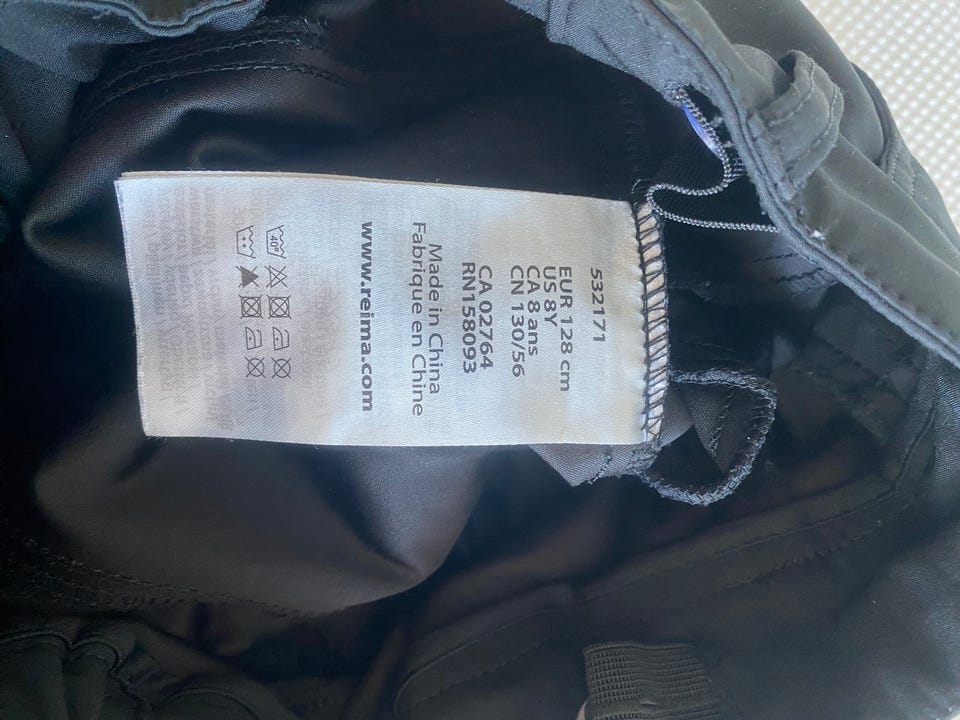 532171
EUR 128 cm
US 8Y
CA 8 ans
CN 130/56
CA 02764
RN158093
Made in China
Fabrique en Chine
www.reima.com
40°